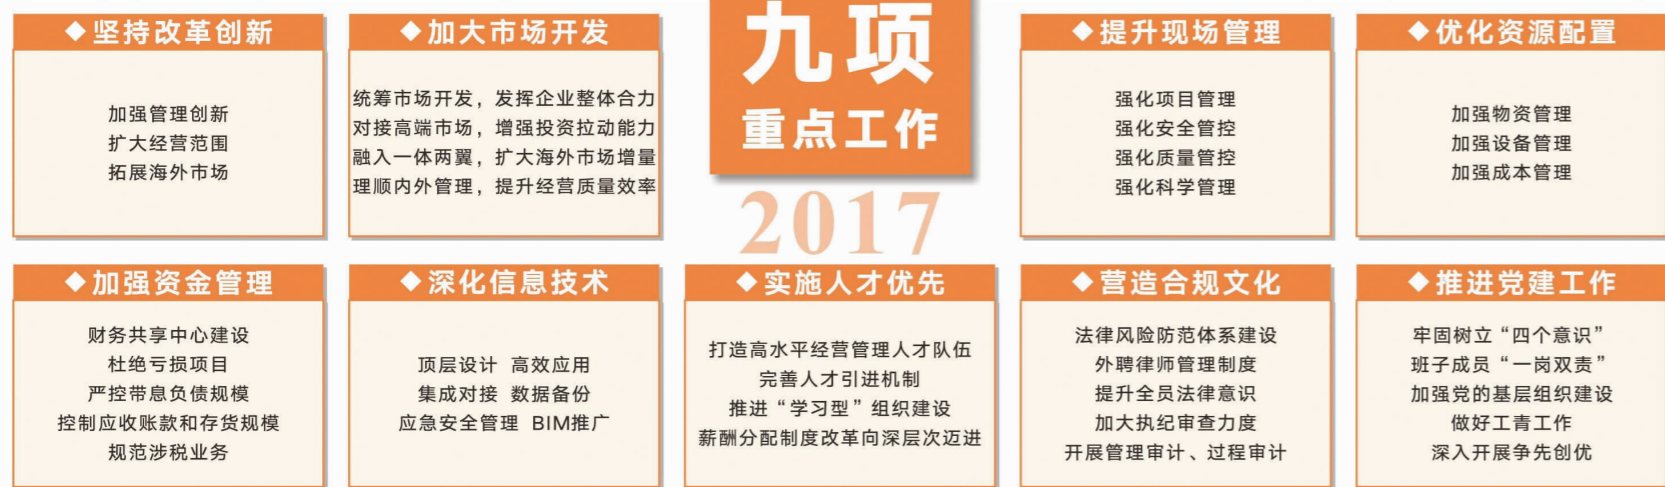 ◆坚持改革创新
加强管理创新
扩大经营范围
拓展海外市场
◆加大市场开发
统筹市场开发，发挥企业整体合力
对接高端市场，增强投资拉动能力
融入一体两翼，扩大海外市场增量
理顺内外管理，提升经营质量效率
九项
重点工作
2017
◆提升现场管理
强化项目管理
强化安全管控
强化质量管控
强化科学管理
◆优化资源配置
加强物资管理
加强设备管理
加强成本管理
◆加强资金管理
财务共享中心建设
杜绝亏损项目
严控带息负债规模
控制应收账款和存货规模
规范涉税业务
◆深化信息技术
顶层设计 高效应用
集成对接 数据备份
应急安全管理 BIM推广
◆实施人才优先
打造高水平经营管理人才队伍
完善人才引进机制
推进“学习型”组织建设
薪酬分配制度改革向深层次迈进
◆营造合规文化
法律风险防范体系建设
外聘律师管理制度
提升全员法律意识
加大执纪审查力度
开展管理审计、过程审计
◆推进党建工作
牢固树立“四个意识”
班子成员“一岗双责”
加强党的基层组织建设
做好工青工作
深入开展争先创优